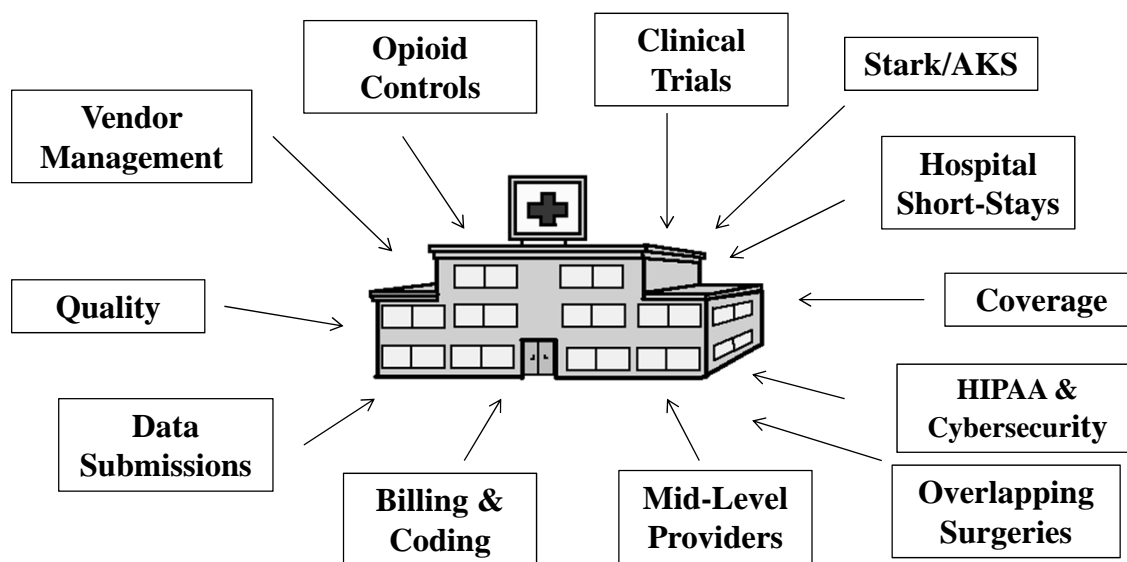 Opioid
Controls
Clinical
Trials
Stark/AKS
Vendor
Management
Hospital
Short-Stays
Quality
Coverage
HIPAA &
Cybersecurity
Data
Submissions
Billing &
Coding
Mid-Level
Providers
Overlapping
Surgeries